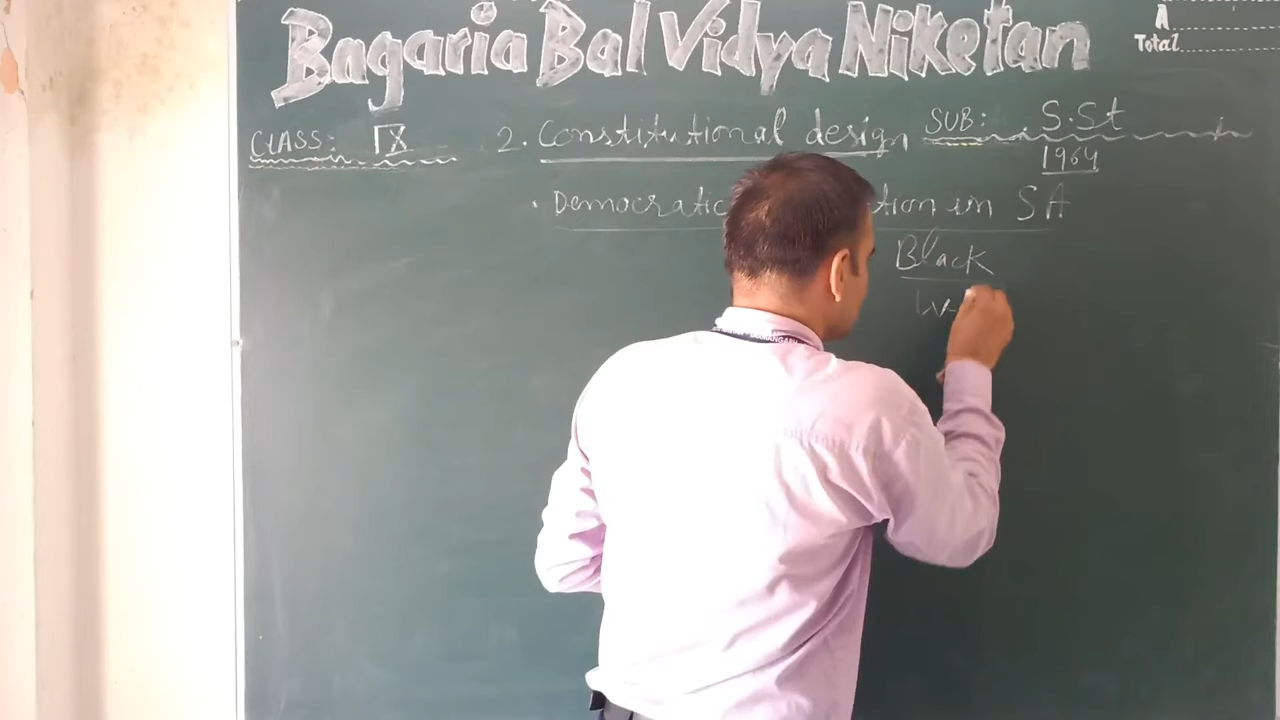 Bagaria Bal Vidya Niketan
A
Total
CLASS: IX 2. Constitutional design SUB: S.St
1964
. Democratic tion in SA
Black